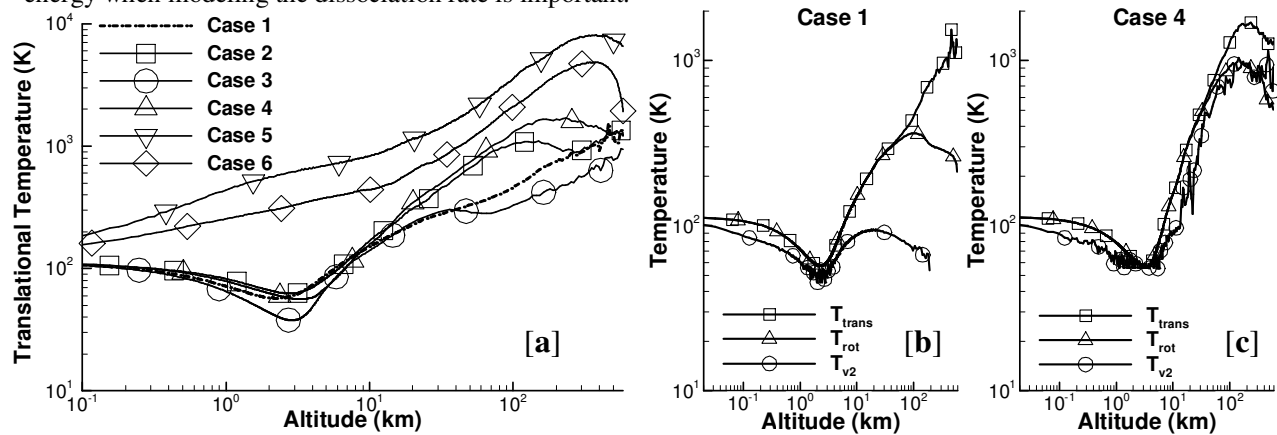 energy when modeling the dissociation rate is important.
10^4
10^3
10^2
10^1
Translational Temperature (K)
Case 1
Case 2
Case 3
Case 4
Case 5
Case 6
[a]
10^-1
10^0
10^1
10^2
Altitude (km)
Case 1
10^3
10^2
10^1
Temperature (K)
T_trans
T_rot
T_v2
[b]
10^-1
10^0
10^1
10^2
Altitude (km)
Case 4
10^3
10^2
10^1
Temperature (K)
T_trans
T_rot
T_v2
[c]
10^-1
10^0
10^1
10^2
Altitude (km)